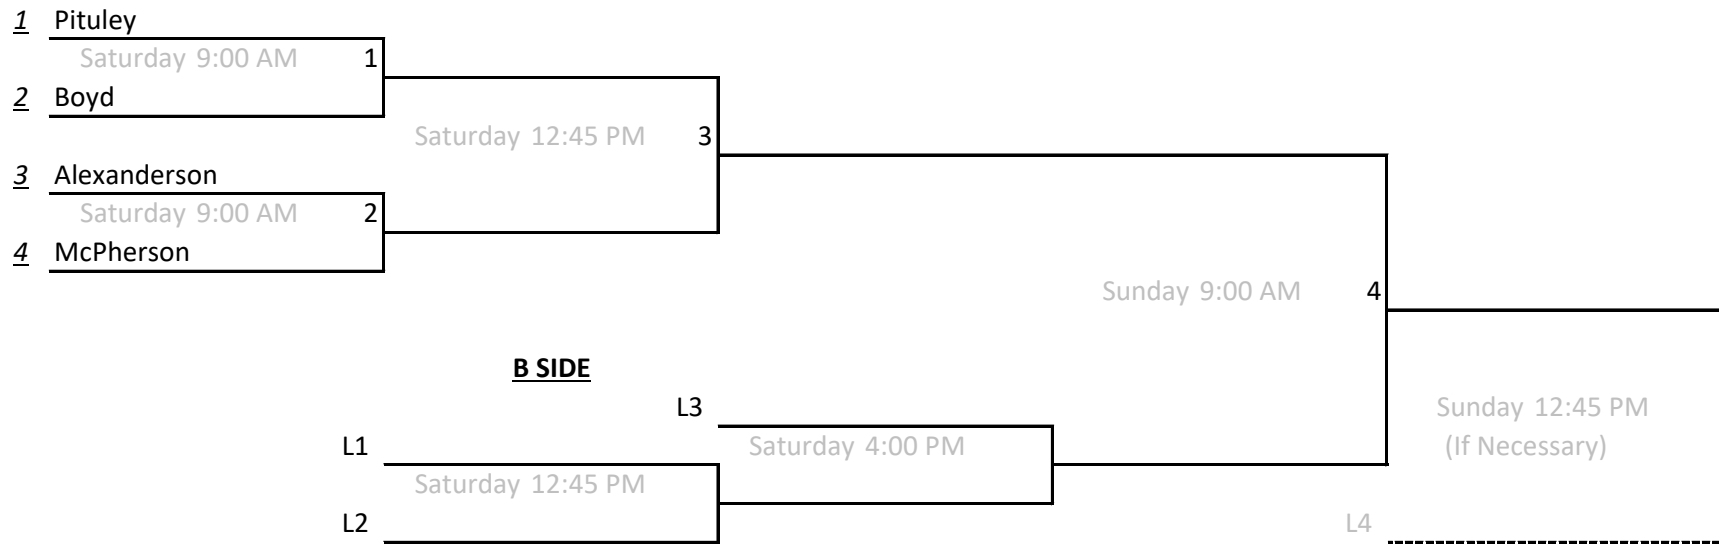 1 Pituley
Saturday 9:00 AM 1
2 Boyd
Saturday 12:45 PM 3
3 Alexanderson
Saturday 9:00 AM 2
4 McPherson
Sunday 9:00 AM 4
B SIDE
L3
Sunday 12:45 PM
L1
Saturday 4:00 PM
(If Necessary)
Saturday 12:45 PM
L2
L4